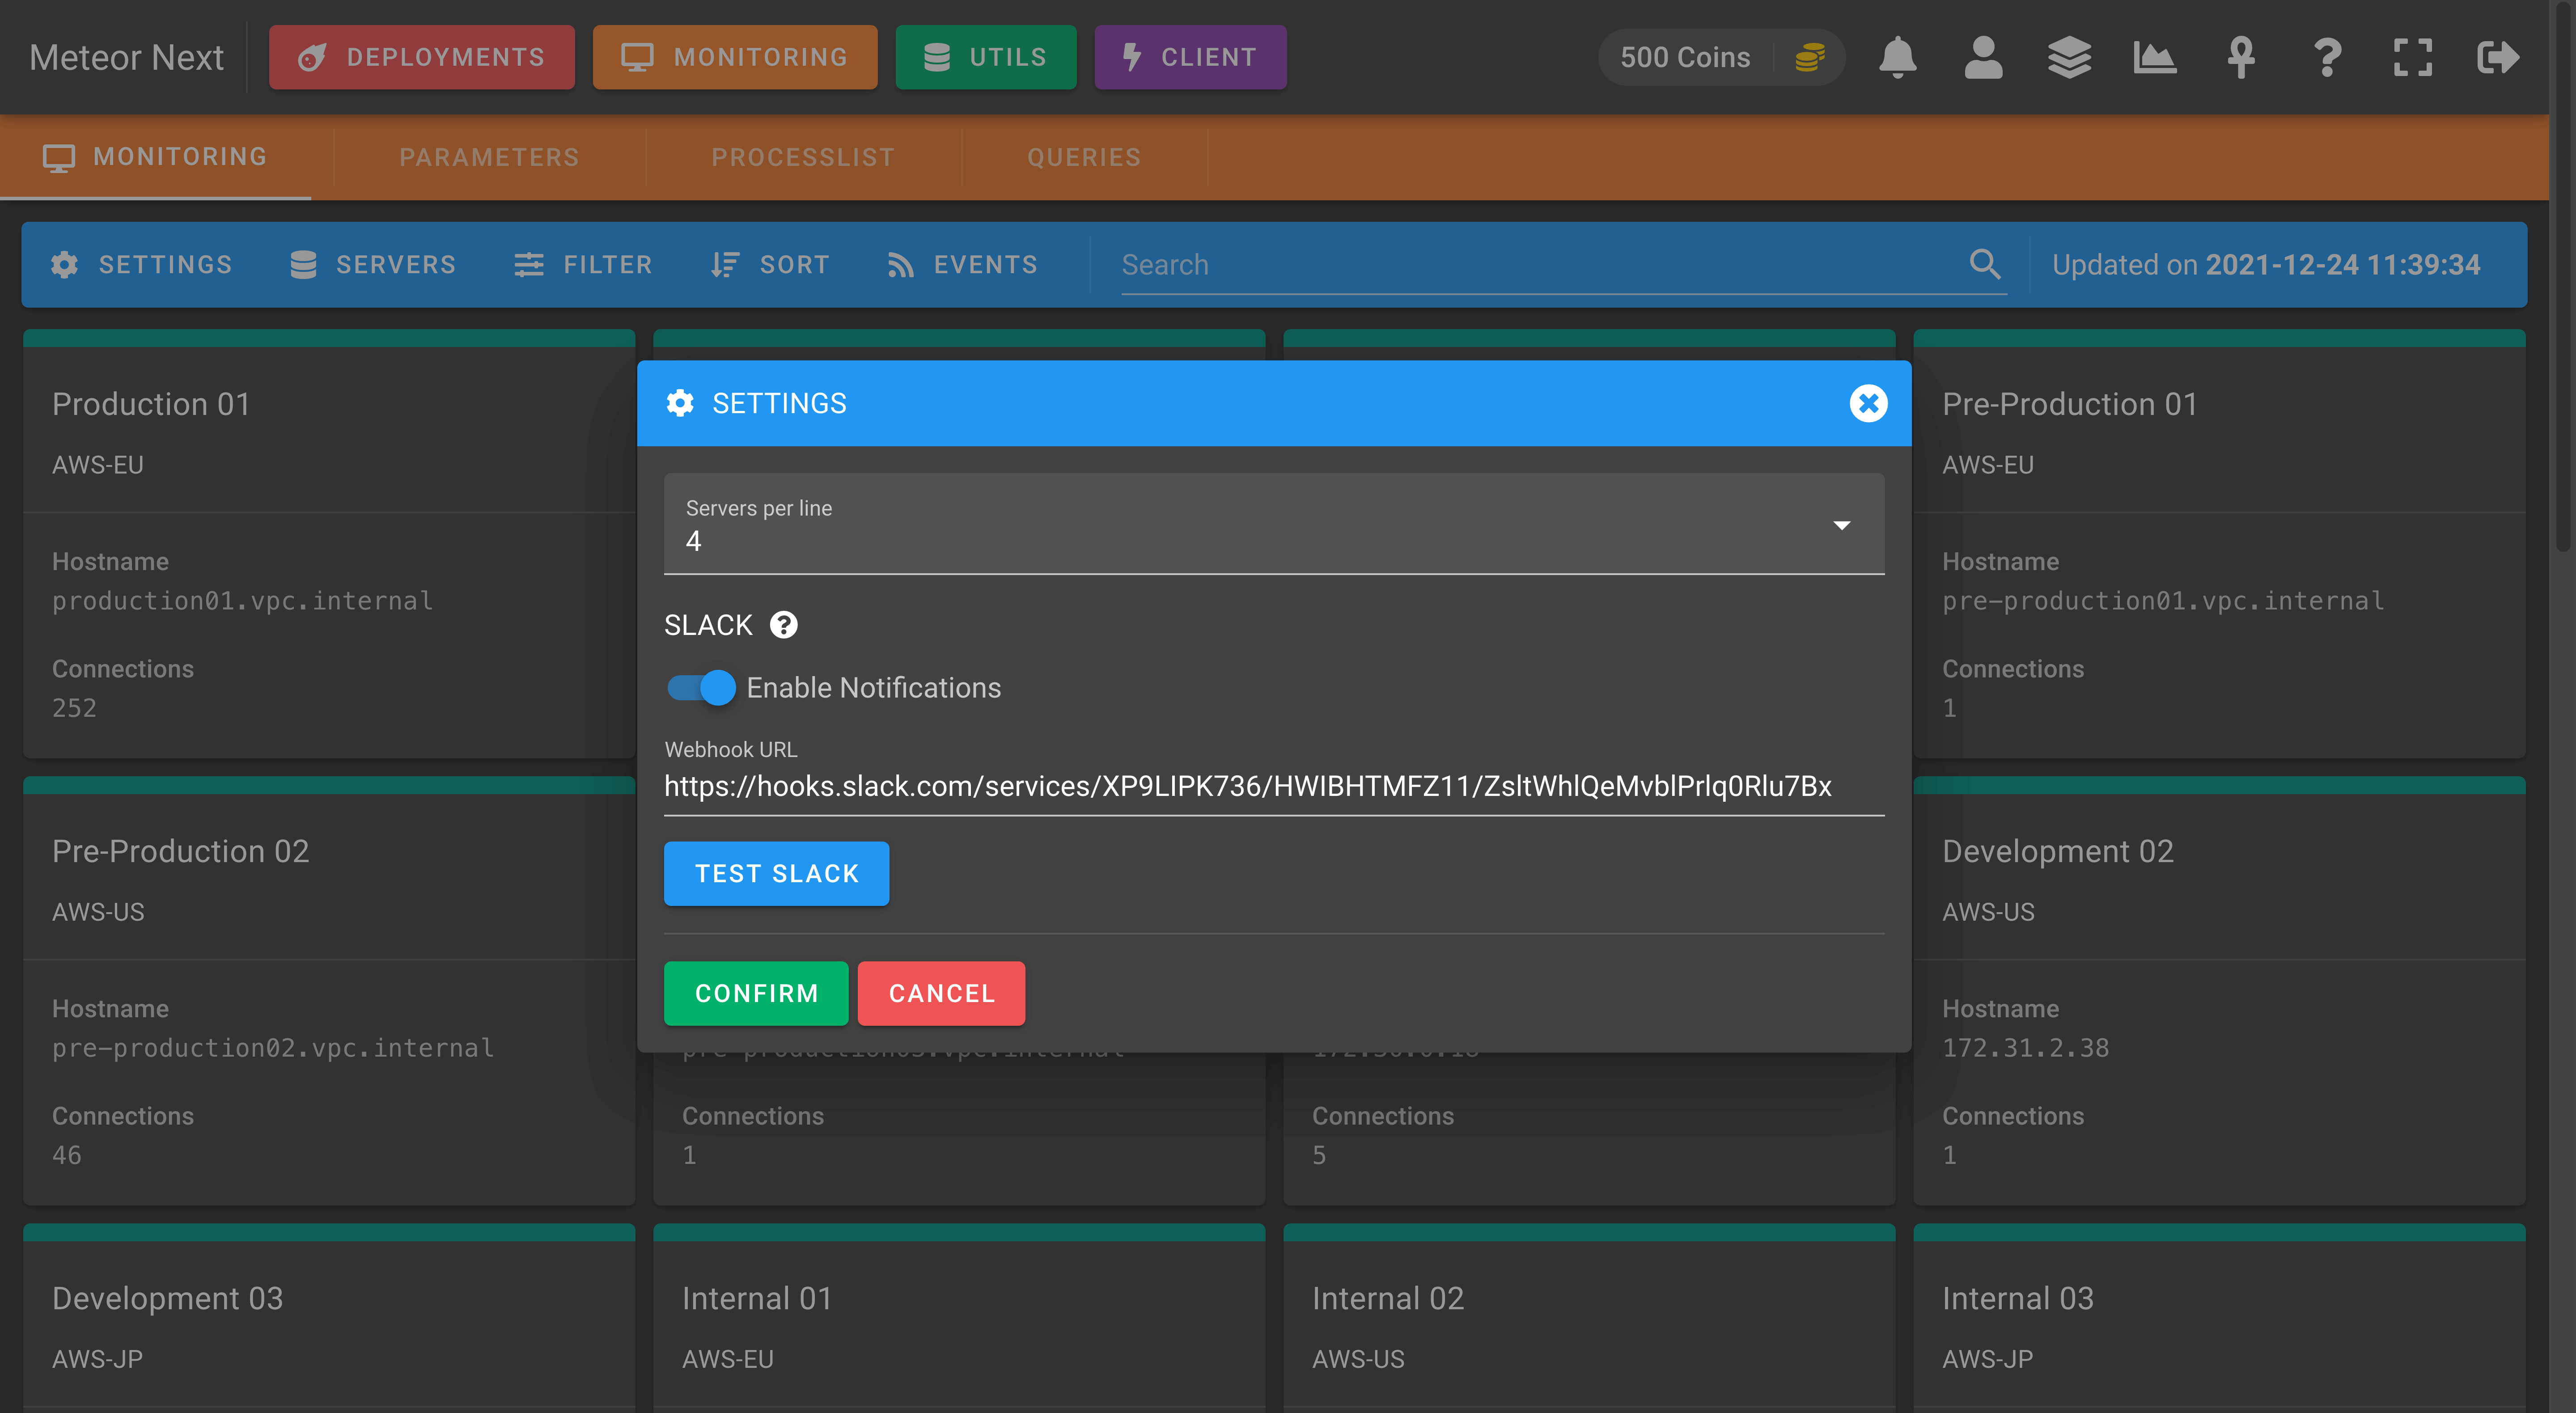 Meteor Next DEPLOYMENTS MONITORING UTILS CLIENT 500 Coins
MONITORING PARAMETERS PROCESSLIST QUERIES
SETTINGS SERVERS FILTER SORT EVENTS Search Updated on 2021-12-24 11:39:34
Production 01
AWS-EU
Hostname
production01.vpc.internal
Connections
252
Pre-Production 01
AWS-EU
Hostname
pre-production01.vpc.internal
Connections
1
SETTINGS
Servers per line
4
SLACK
Enable Notifications
Webhook URL
https://hooks.slack.com/services/XP9LIPK736/HWIBHTMFZ11/
TEST SLACK
CONFIRM CANCEL
Pre-Production 02
AWS-US
Hostname
pre-production02.vpc.internal
Connections
46
pre-production03.vpc.internal
Connections
1
Connections
5
Development 02
AWS-US
Hostname
172.31.2.38
Connections
1
Development 03
AWS-JP
Internal 01
AWS-EU
Internal 02
AWS-US
Internal 03
AWS-JP